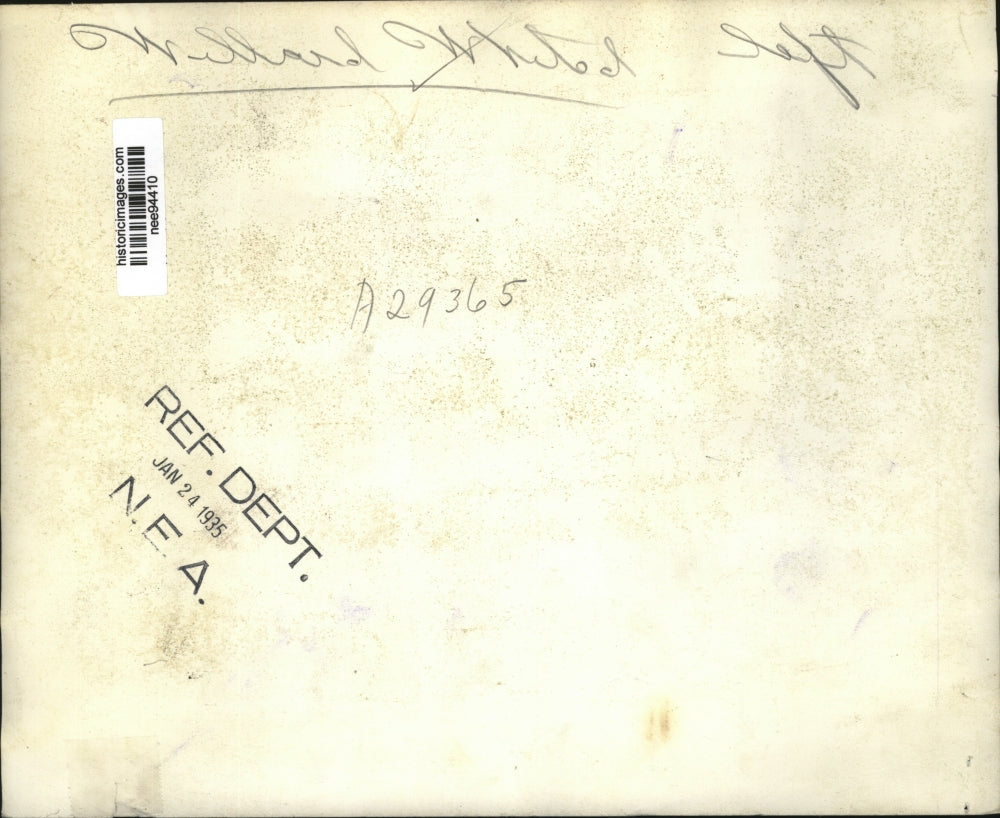 historicimages.com
nee94410
A29365
REF. DEPT.
JAN 24 1935
N.E.A.